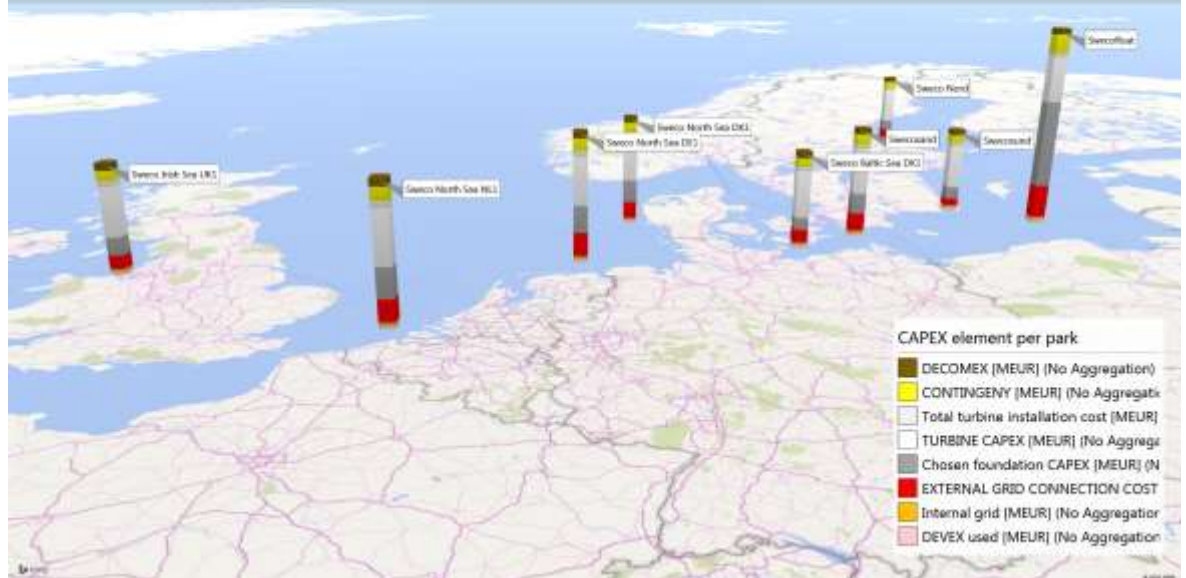 Swecofloat
Sweco Nord
Sweco North Sea DK1
Sweco North Sea DE1
Swecosund
Sweco Baltic Sea DK1
Sweco Irish Sea UK1
Sweco North Sea NL1
CAPEX element per park
DECOMEX [MEUR] (No Aggregation)
CONTINGENY [MEUR] (No Aggregati
Total turbine installation cost [MEUR]
TURBINE CAPEX [MEUR] (No Aggrega
Chosen foundation CAPEX [MEUR] (N
EXTERNAL GRID CONNECTION COST
Internal grid [MEUR] (No Aggregation
DEVEX used [MEUR] (No Aggregation